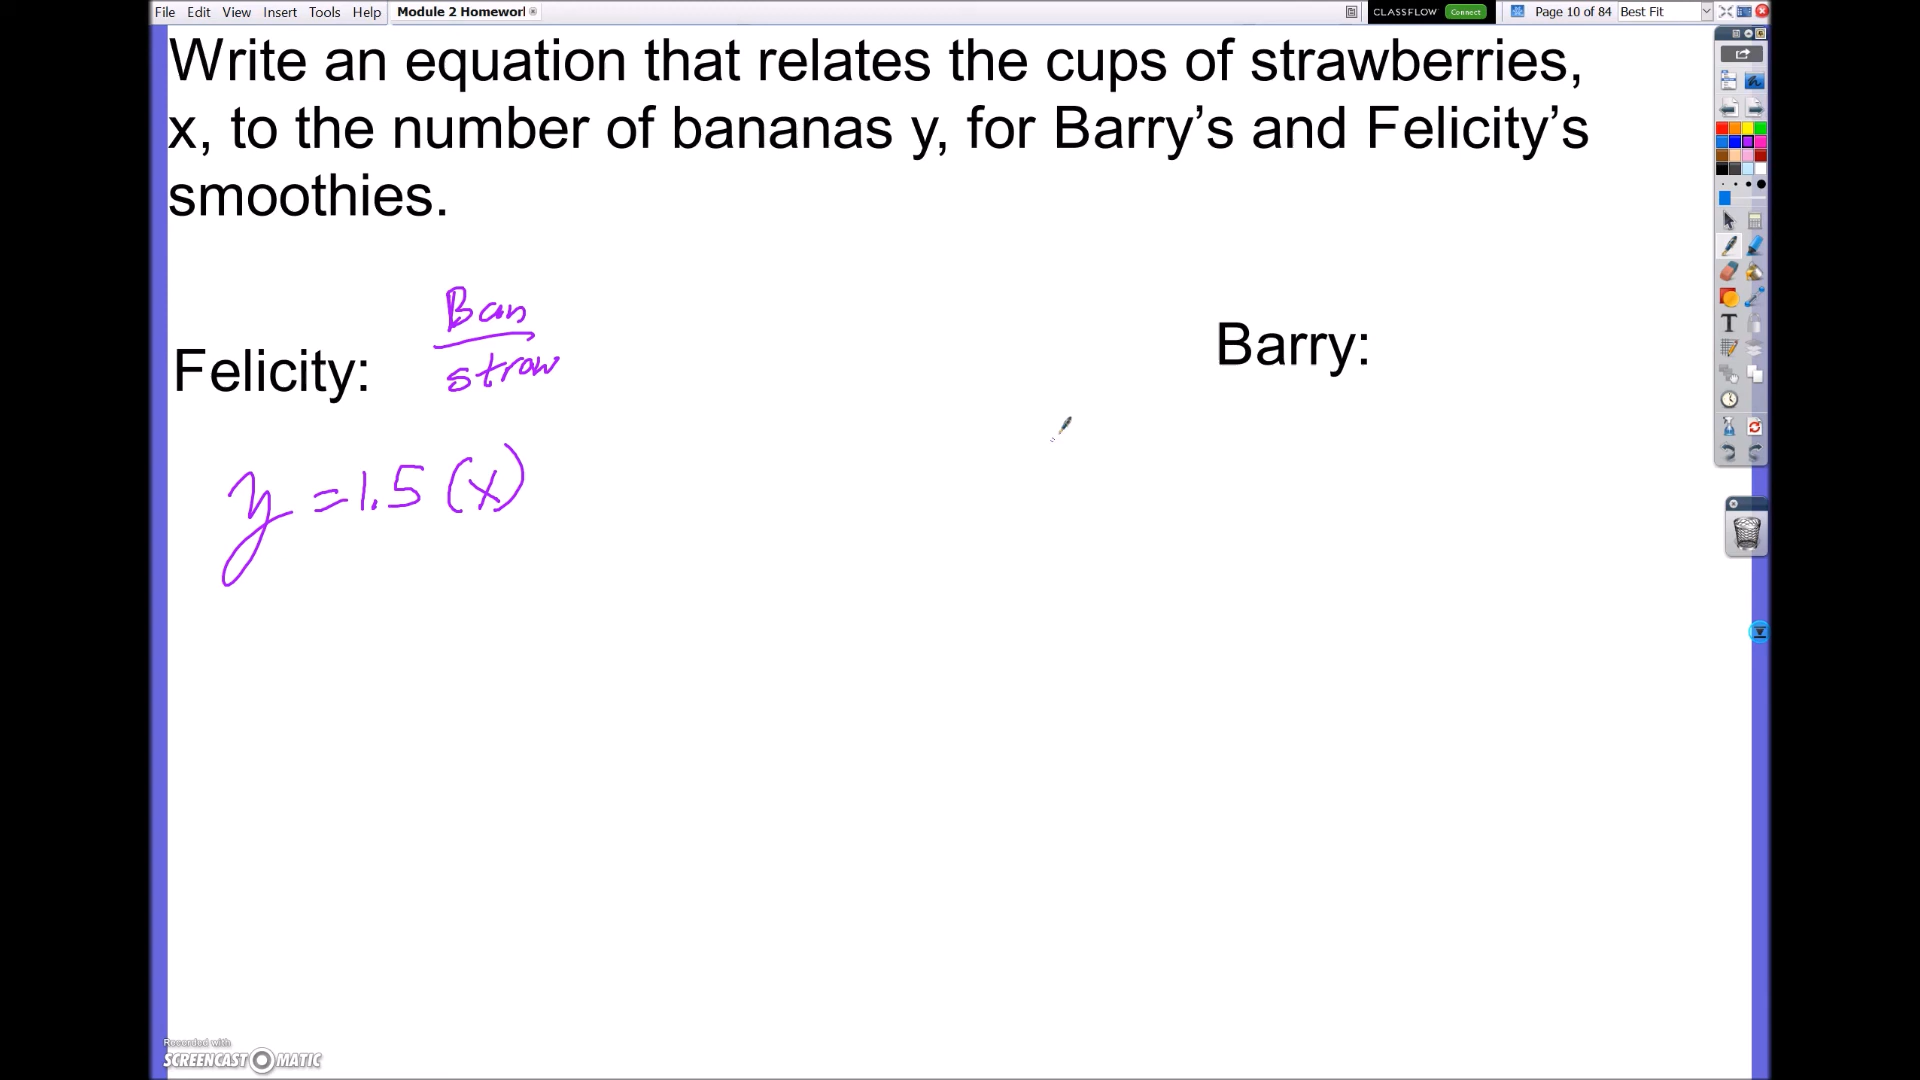 File Edit View Insert Tools Help Module 2 Homework CLASSFLOW Connect Page 10 of 84 Best Fit
Write an equation that relates the cups of strawberries,
x, to the number of bananas y, for Barry’s and Felicity’s
smoothies.
Ban
straw
Felicity:
Barry:
y = 1.5 (x)
T
Recorded with
SCREENCAST MATIC